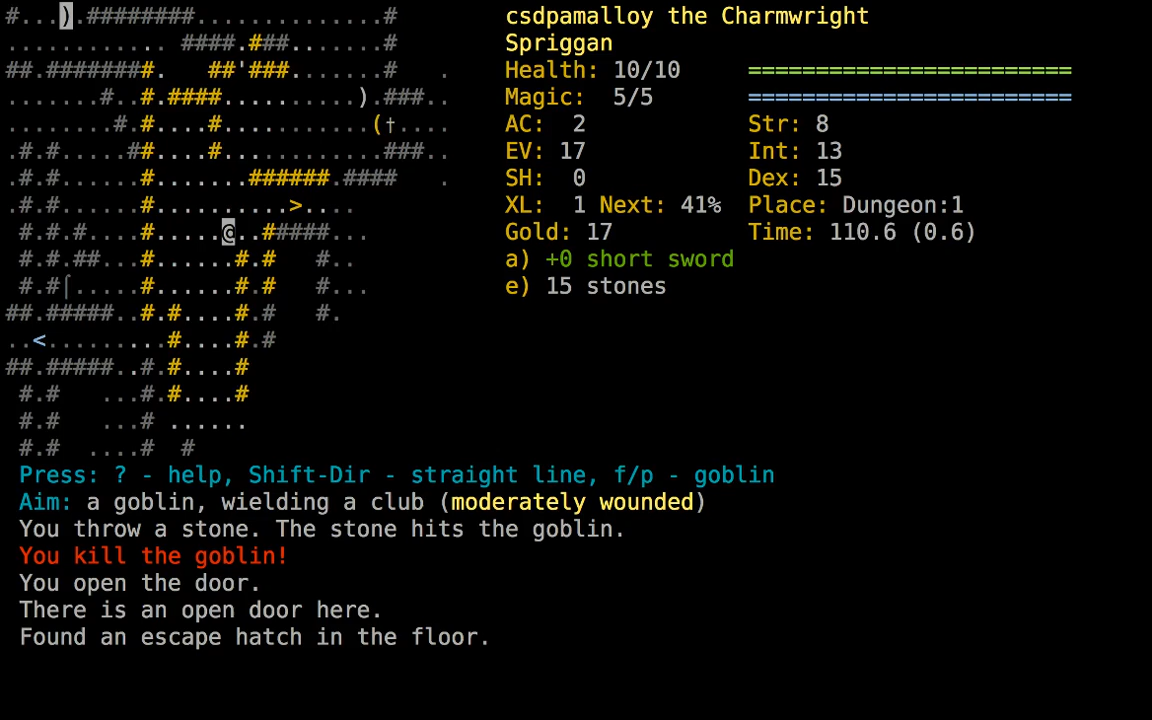 #...).########..............#           csdpamalloy the Charmwright
............ ####.###.......#           Spriggan
##.#######.   ##'###.......#   .        Health: 10/10     ========================
.......#..#.####..........).###..       Magic:  5/5      ========================
........#.#....#...........(†....       AC:  2            Str: 8
.#.#.....##....#............###..       EV: 17            Int: 13
.#.#......#.......######.####   .       SH:  0            Dex: 15
.#.#......#..........>....              XL:  1 Next: 41%  Place: Dungeon:1
 #.#.#....#.....@..#####...             Gold: 17          Time: 110.6 (0.6)
 #.#.##...#......#.#   #..              a) +0 short sword
 #.#⌠.....#......#.#   #...             e) 15 stones
##.#####..#.#....#.#   #.
..<.........#....#.#
##.#####..#.#....#
 #.#   ...#.#....#
 #.#   ...# ......
 #.#  ....#  #
Press: ? - help, Shift-Dir - straight line, f/p - goblin
Aim: a goblin, wielding a club (moderately wounded)
You throw a stone. The stone hits the goblin.
You kill the goblin!
You open the door.
There is an open door here.
Found an escape hatch in the floor.